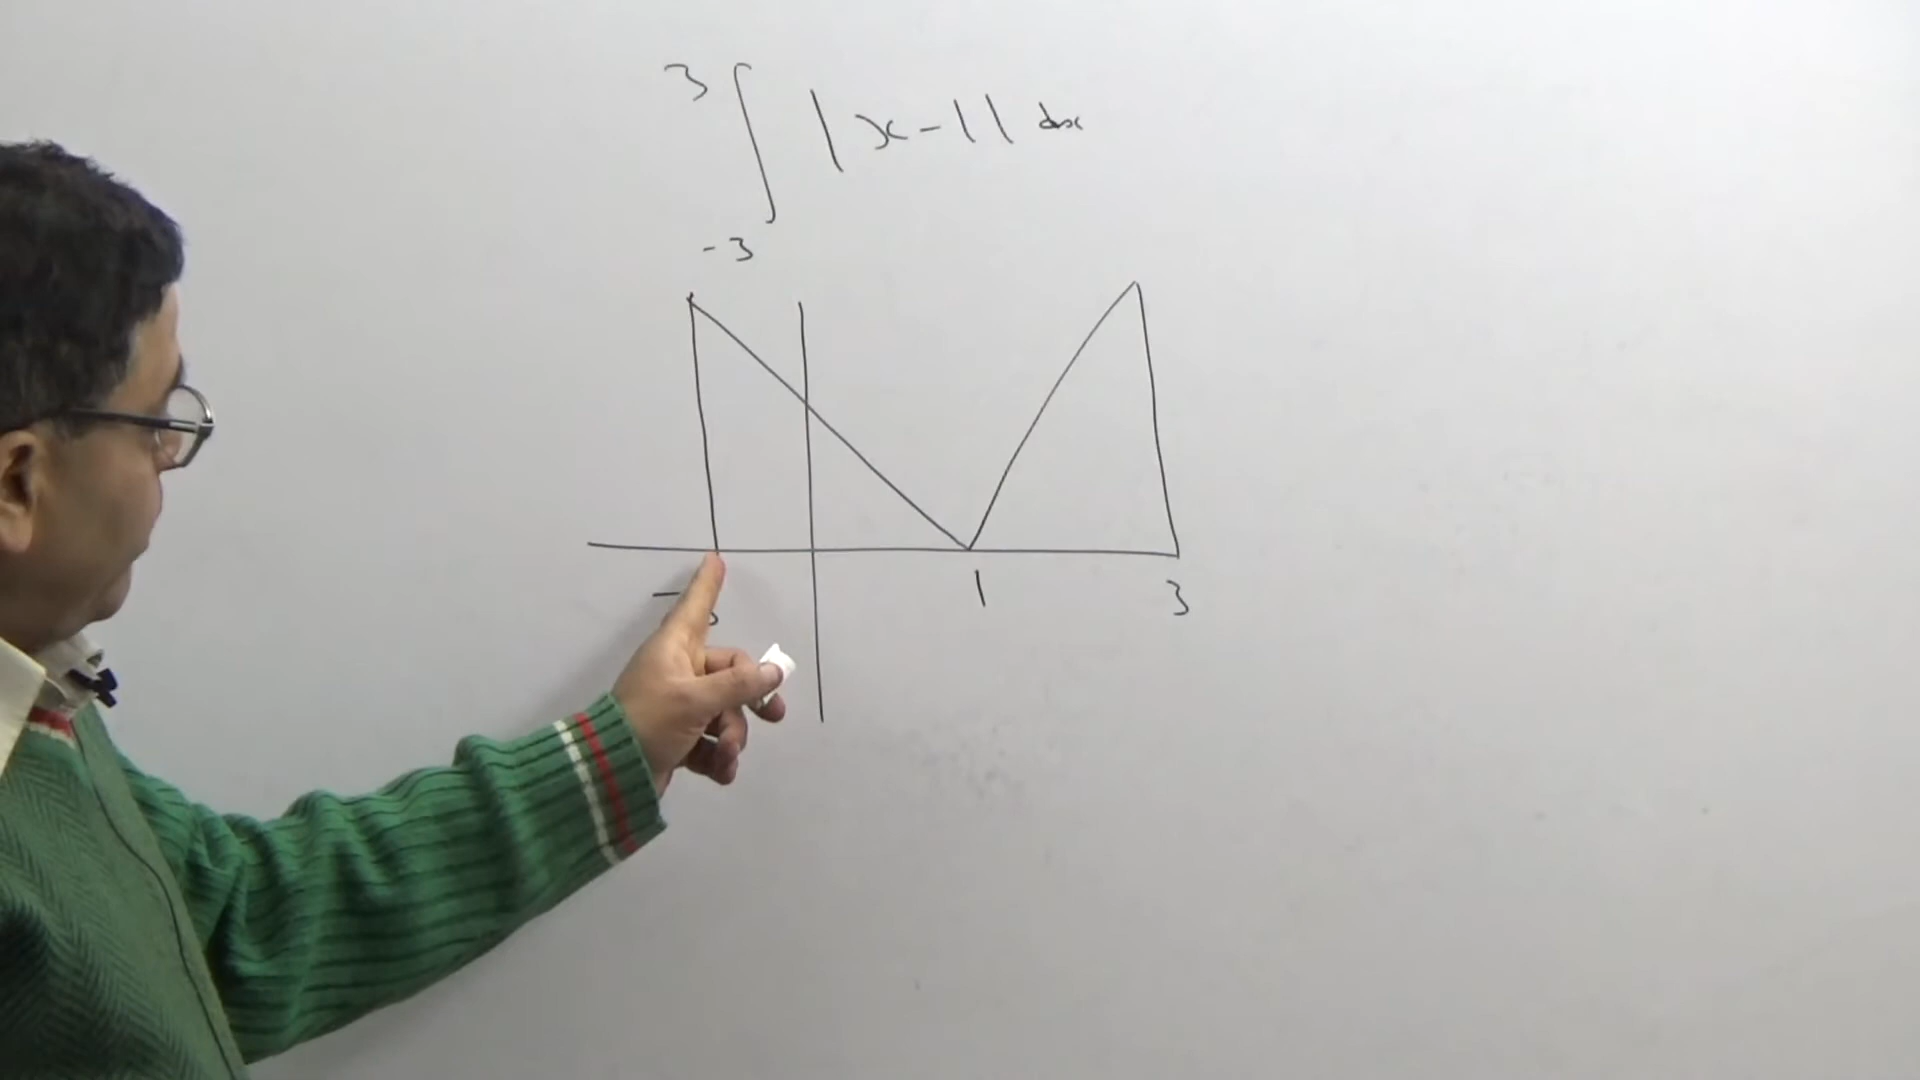 3
∫ |x-1| dx
-3
- 1 3